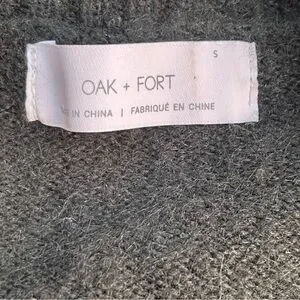 S
OAK + FORT
IN CHINA | FABRIQUÉ EN CHINE